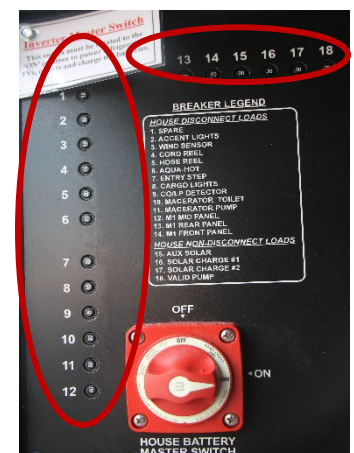 Inverter Master Switch
13 14 15 16 17 18
1
2
3
4
5
6
7
8
9
10
11
12
BREAKER LEGEND
HOUSE DISCONNECT LOADS
1. SPARE
2. ACCENT LIGHTS
3. WIND SENSOR
4. CORD REEL
5. HOSE REEL
6. AQUA-HOT
7. ENTRY STEP
8. CARGO LIGHTS
9. CO/LP DETECTOR
10. MACERATOR TOILET
11. MACERATOR PUMP
12. M1 MID PANEL
13. M1 REAR PANEL
14. M1 FRONT PANEL
HOUSE NON-DISCONNECT LOADS
15. AUX SOLAR
16. SOLAR CHARGE #1
17. SOLAR CHARGE #2
18. VALID PUMP
OFF
ON
HOUSE BATTERY
MASTER SWITCH